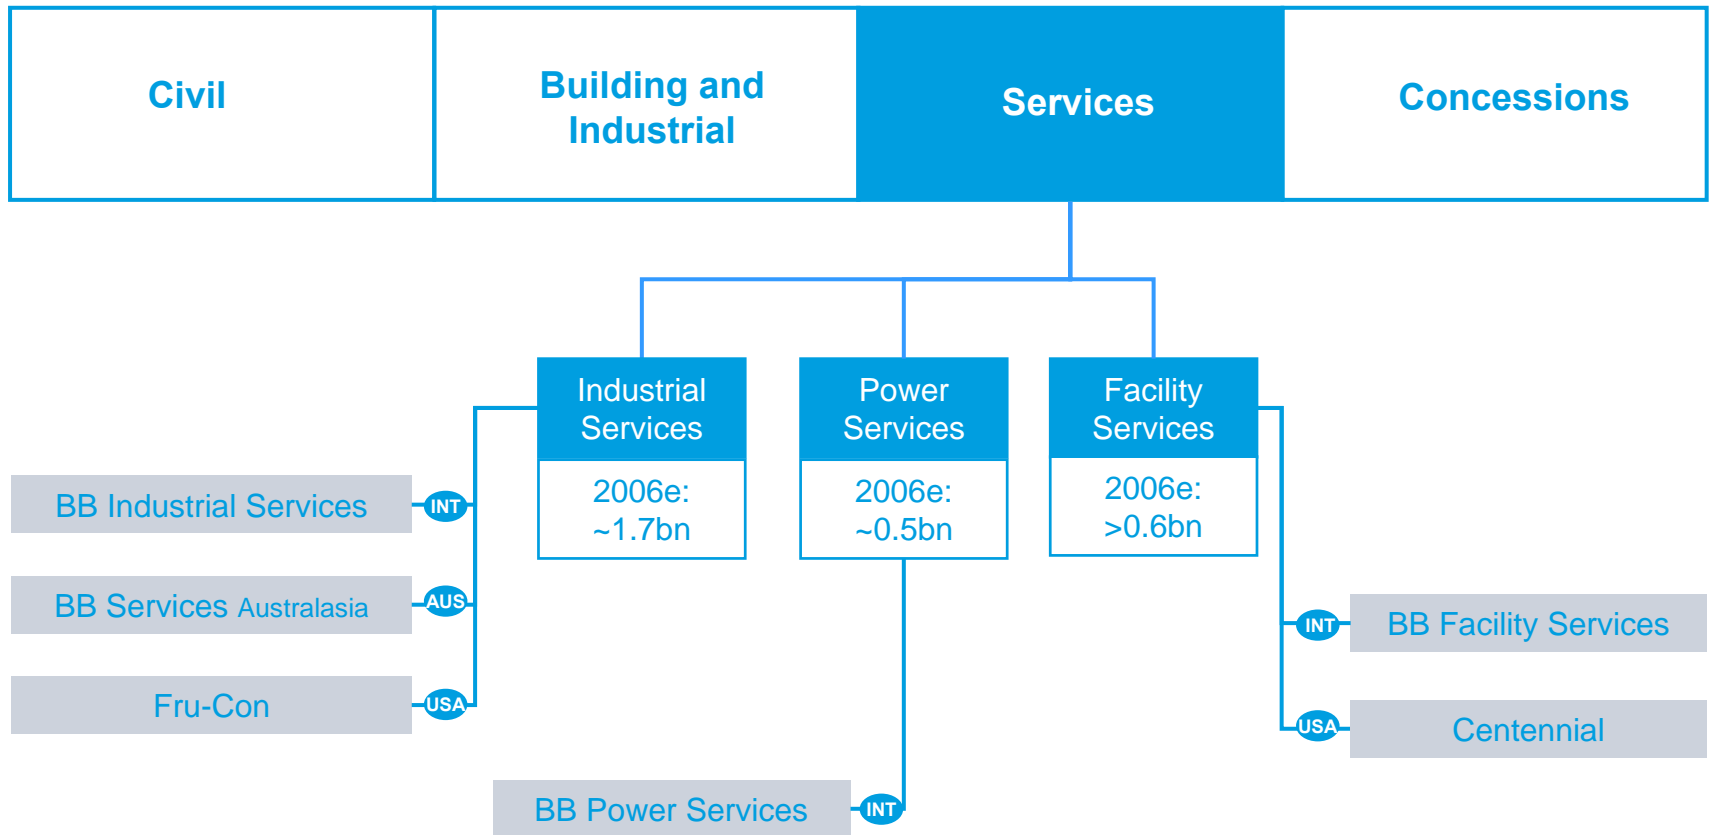 Civil
Building and
Industrial
Services
Concessions
Industrial
Services
2006e:
~1.7bn
Power
Services
2006e:
~0.5bn
Facility
Services
2006e:
>0.6bn
BB Industrial Services
INT
BB Services Australasia
AUS
Fru-Con
USA
BB Power Services
INT
INT
BB Facility Services
USA
Centennial